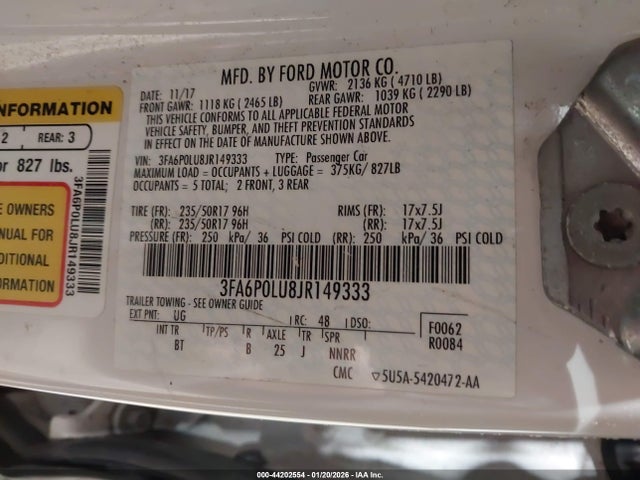 MFD. BY FORD MOTOR CO.
DATE: 11/17 GVWR: 2136 KG ( 4710 LB)
FRONT GAWR: 1118 KG ( 2465 LB) REAR GAWR: 1039 KG ( 2290 LB)
THIS VEHICLE CONFORMS TO ALL APPLICABLE FEDERAL MOTOR
VEHICLE SAFETY, BUMPER, AND THEFT PREVENTION STANDARDS
IN EFFECT ON THE DATE OF MANUFACTURE SHOWN ABOVE.
VIN: 3FA6P0LU8JR149333 TYPE: Passenger Car
MAXIMUM LOAD = OCCUPANTS + LUGGAGE = 375KG/ 827LB
OCCUPANTS = 5 TOTAL; 2 FRONT, 3 REAR
TIRE (FR): 235/50R17 96H RIMS (FR): 17x7.5J
(RR): 235/50R17 96H (RR): 17x7.5J
PRESSURE (FR): 250 kPa/ 36 PSI COLD (RR): 250 kPa/ 36 PSI COLD
3FA6P0LU8JR149333
TRAILER TOWING - SEE OWNER GUIDE
EXT PNT: UG RC: 48 DSO:
INT TR TP/PS R AXLE TR SPR
BT B 25 J NNRR
F0062
R0084
CMC 5U5A-5420472-AA
INFORMATION
2 REAR: 3
or 827 lbs.
E OWNERS
UAL FOR
DITIONAL
RMATION
3FA6P0LU8JR149333
000-44202554 | 01/20/2026 - IAA Inc.